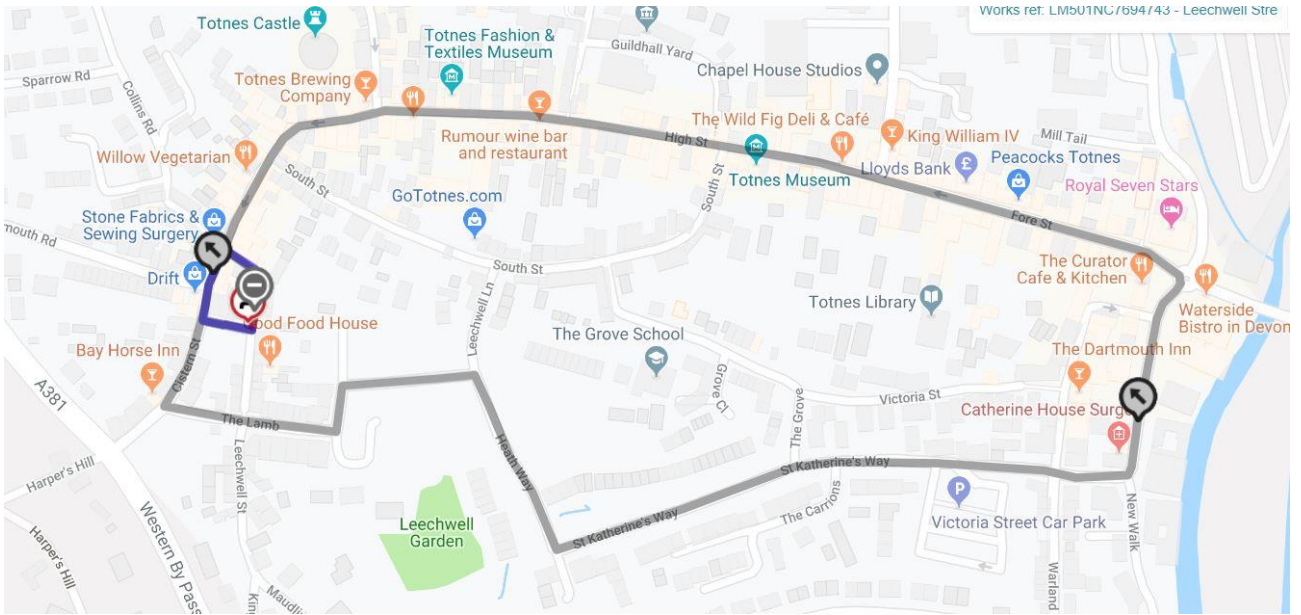 Works ref: LM501NC7694743 - Leechwell Stre
Totnes Castle
Totnes Fashion &
Textiles Museum
Guildhall Yard
Sparrow Rd
Collins Rd
Chapel House Studios
Totnes Brewing
Company
Rumour wine bar
and restaurant
High St
The Wild Fig Deli & Café
King William IV
Mill Tail
Willow Vegetarian
South St
South St
Totnes Museum
Lloyds Bank
Peacocks Totnes
Royal Seven Stars
GoTotnes.com
Fore St
Stone Fabrics &
Sewing Surgery
mouth Rd
South St
Drift
The Curator
Cafe & Kitchen
Totnes Library
Waterside
Bistro in Devon
Leechwell Ln
ood Food House
The Grove School
Bay Horse Inn
Cistern St
The Dartmouth Inn
A381
Grove Cl
Victoria St
Catherine House Surge
The Lamb
The Grove
Heath Way
Leechwell St
Harper's Hill
St Katherine's Way
P
Victoria Street Car Park
New Walk
Western By Pass
Leechwell
Garden
St Katherine's Way
The Carrions
Harper's Hill
King
Maudlin
Warland